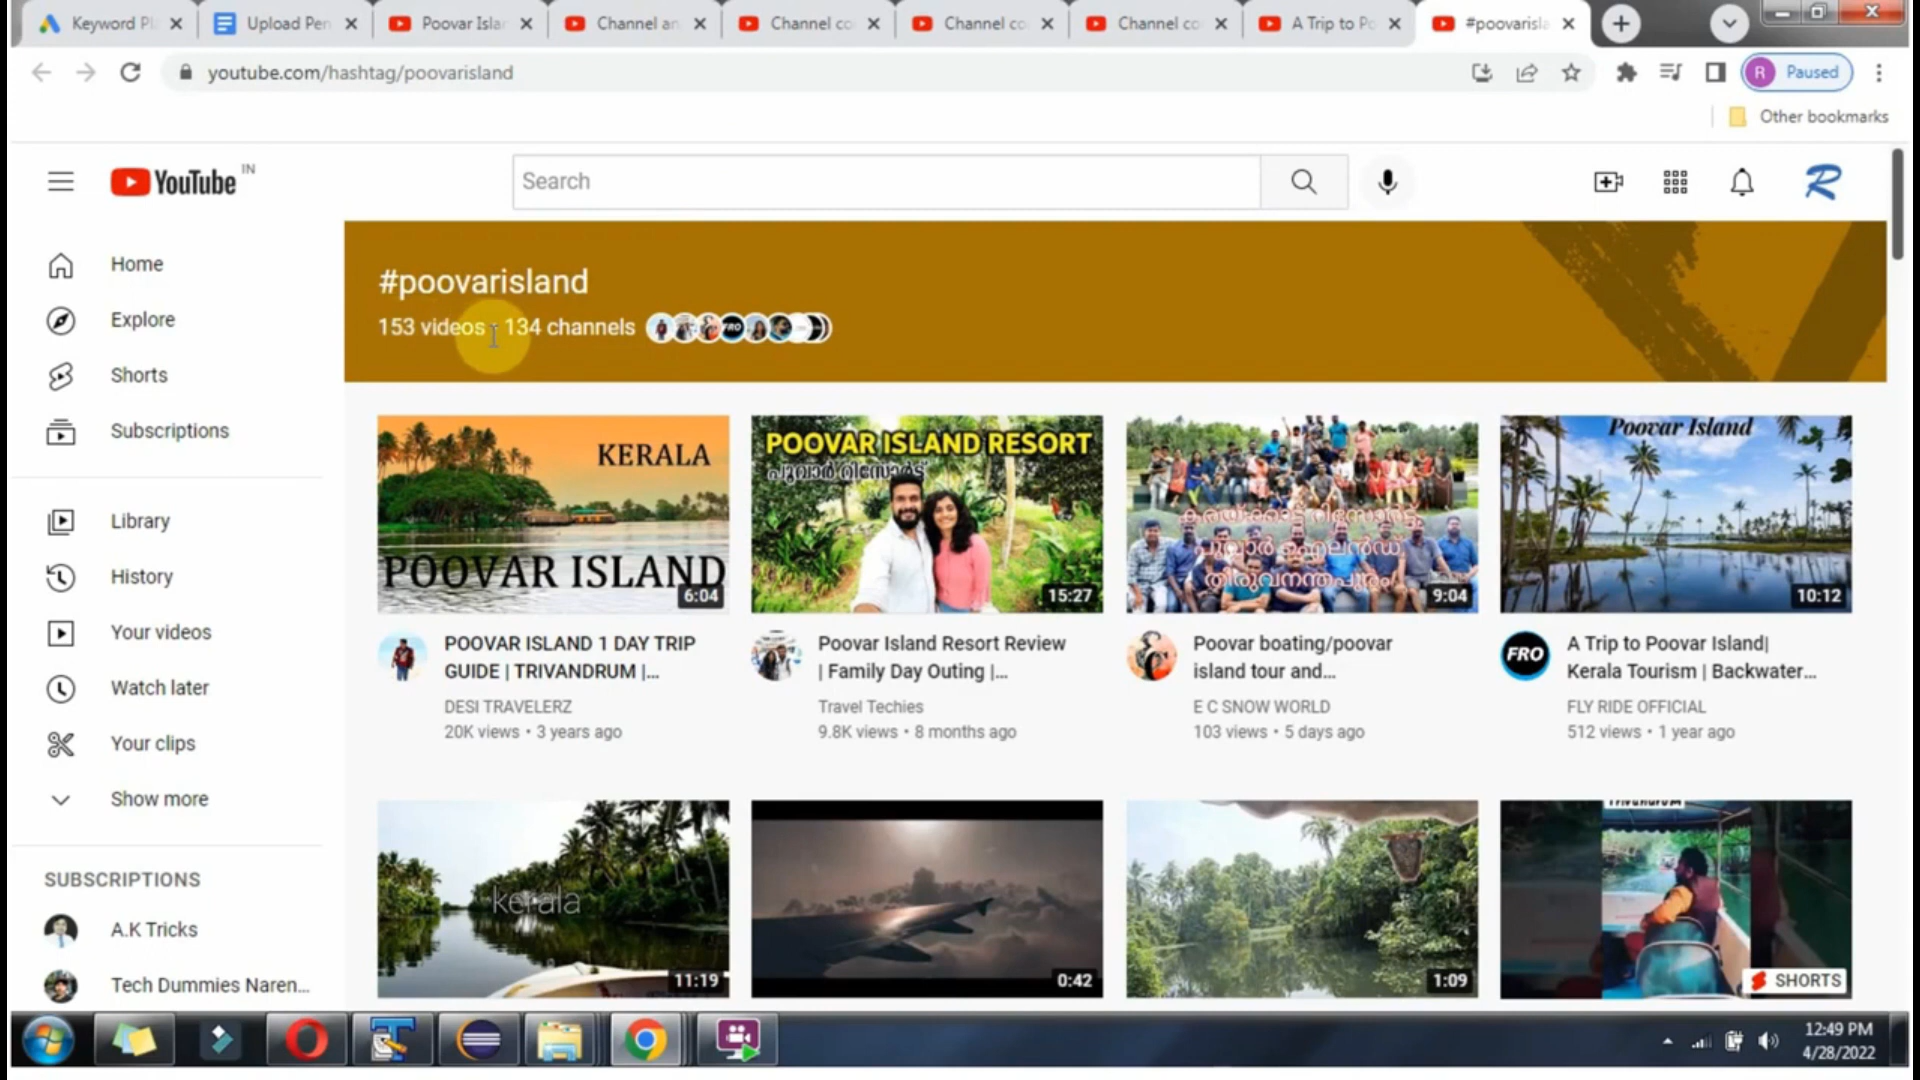 Keyword Pl
Upload Pen
Poovar Islan
Channel an
Channel co
Channel co
Channel co
A Trip to Po
#poovarisla
youtube.com/hashtag/poovarisland
R
Paused
Other bookmarks
YouTube IN
Search
R
Home
Explore
Shorts
Subscriptions
Library
History
Your videos
Watch later
Your clips
Show more
SUBSCRIPTIONS
A.K Tricks
Tech Dummies Naren...
#poovarisland
153 videos · 134 channels
FRO
KERALA
POOVAR ISLAND
6:04
POOVAR ISLAND 1 DAY TRIP
GUIDE | TRIVANDRUM |...
DESI TRAVELERZ
20K views • 3 years ago
POOVAR ISLAND RESORT
പൂവാർ റിസോർട്ട്
15:27
Poovar Island Resort Review
| Family Day Outing |...
Travel Techies
9.8K views • 8 months ago
പൂവാർ ഐലൻഡ്
തിരുവനന്തപുരം
9:04
Poovar boating/poovar
island tour and...
E C SNOW WORLD
103 views • 5 days ago
Poovar Island
10:12
FRO
A Trip to Poovar Island|
Kerala Tourism | Backwater...
FLY RIDE OFFICIAL
512 views • 1 year ago
kerala
11:19
0:42
1:09
Trivandrum
SHORTS
12:49 PM
4/28/2022